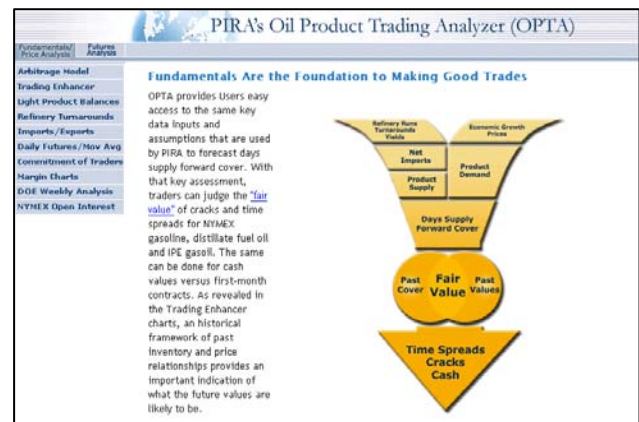 PIRA's Oil Product Trading Analyzer (OPTA)
Fundamentals/
Price Analysis
Futures
Analysis
Arbitrage Model
Trading Enhancer
Light Product Balances
Refinery Turnarounds
Imports/Exports
Daily Futures/Mov Avg
Commitment of Traders
Margin Charts
DOE Weekly Analysis
NYMEX Open Interest
Fundamentals Are the Foundation to Making Good Trades
OPTA provides Users easy
access to the same key
data inputs and
assumptions that are used
by PIRA to forecast days
supply forward cover. With
that key assessment,
traders can judge the "fair
value" of cracks and time
spreads for NYMEX
gasoline, distillate fuel oil
and IPE gasoil. The same
can be done for cash
values versus first-month
contracts. As revealed in
the Trading Enhancer
charts, an historical
framework of past
inventory and price
relationships provides an
important indication of
what the future values are
likely to be.
Refinery Runs
Turnarounds
Yields
Economic Growth
Prices
Net
Imports
Product
Supply
Product
Demand
Days Supply
Forward Cover
Past
Cover
Fair
Value
Past
Values
Time Spreads
Cracks
Cash